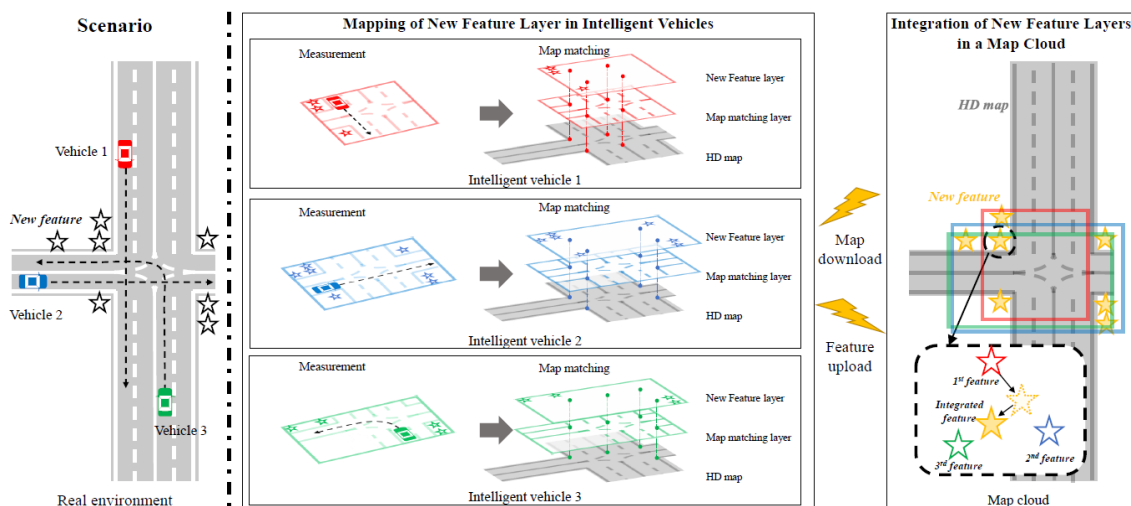 Scenario
Vehicle 1
New feature
Vehicle 2
Vehicle 3
Real environment
Mapping of New Feature Layer in Intelligent Vehicles
Measurement
Map matching
New Feature layer
Map matching layer
HD map
Intelligent vehicle 1
Measurement
Map matching
New Feature layer
Map matching layer
HD map
Intelligent vehicle 2
Measurement
Map matching
New Feature layer
Map matching layer
HD map
Intelligent vehicle 3
Map
download
Feature
upload
Integration of New Feature Layers
in a Map Cloud
HD map
New feature
1st feature
Integrated
feature
2nd feature
3rd feature
Map cloud